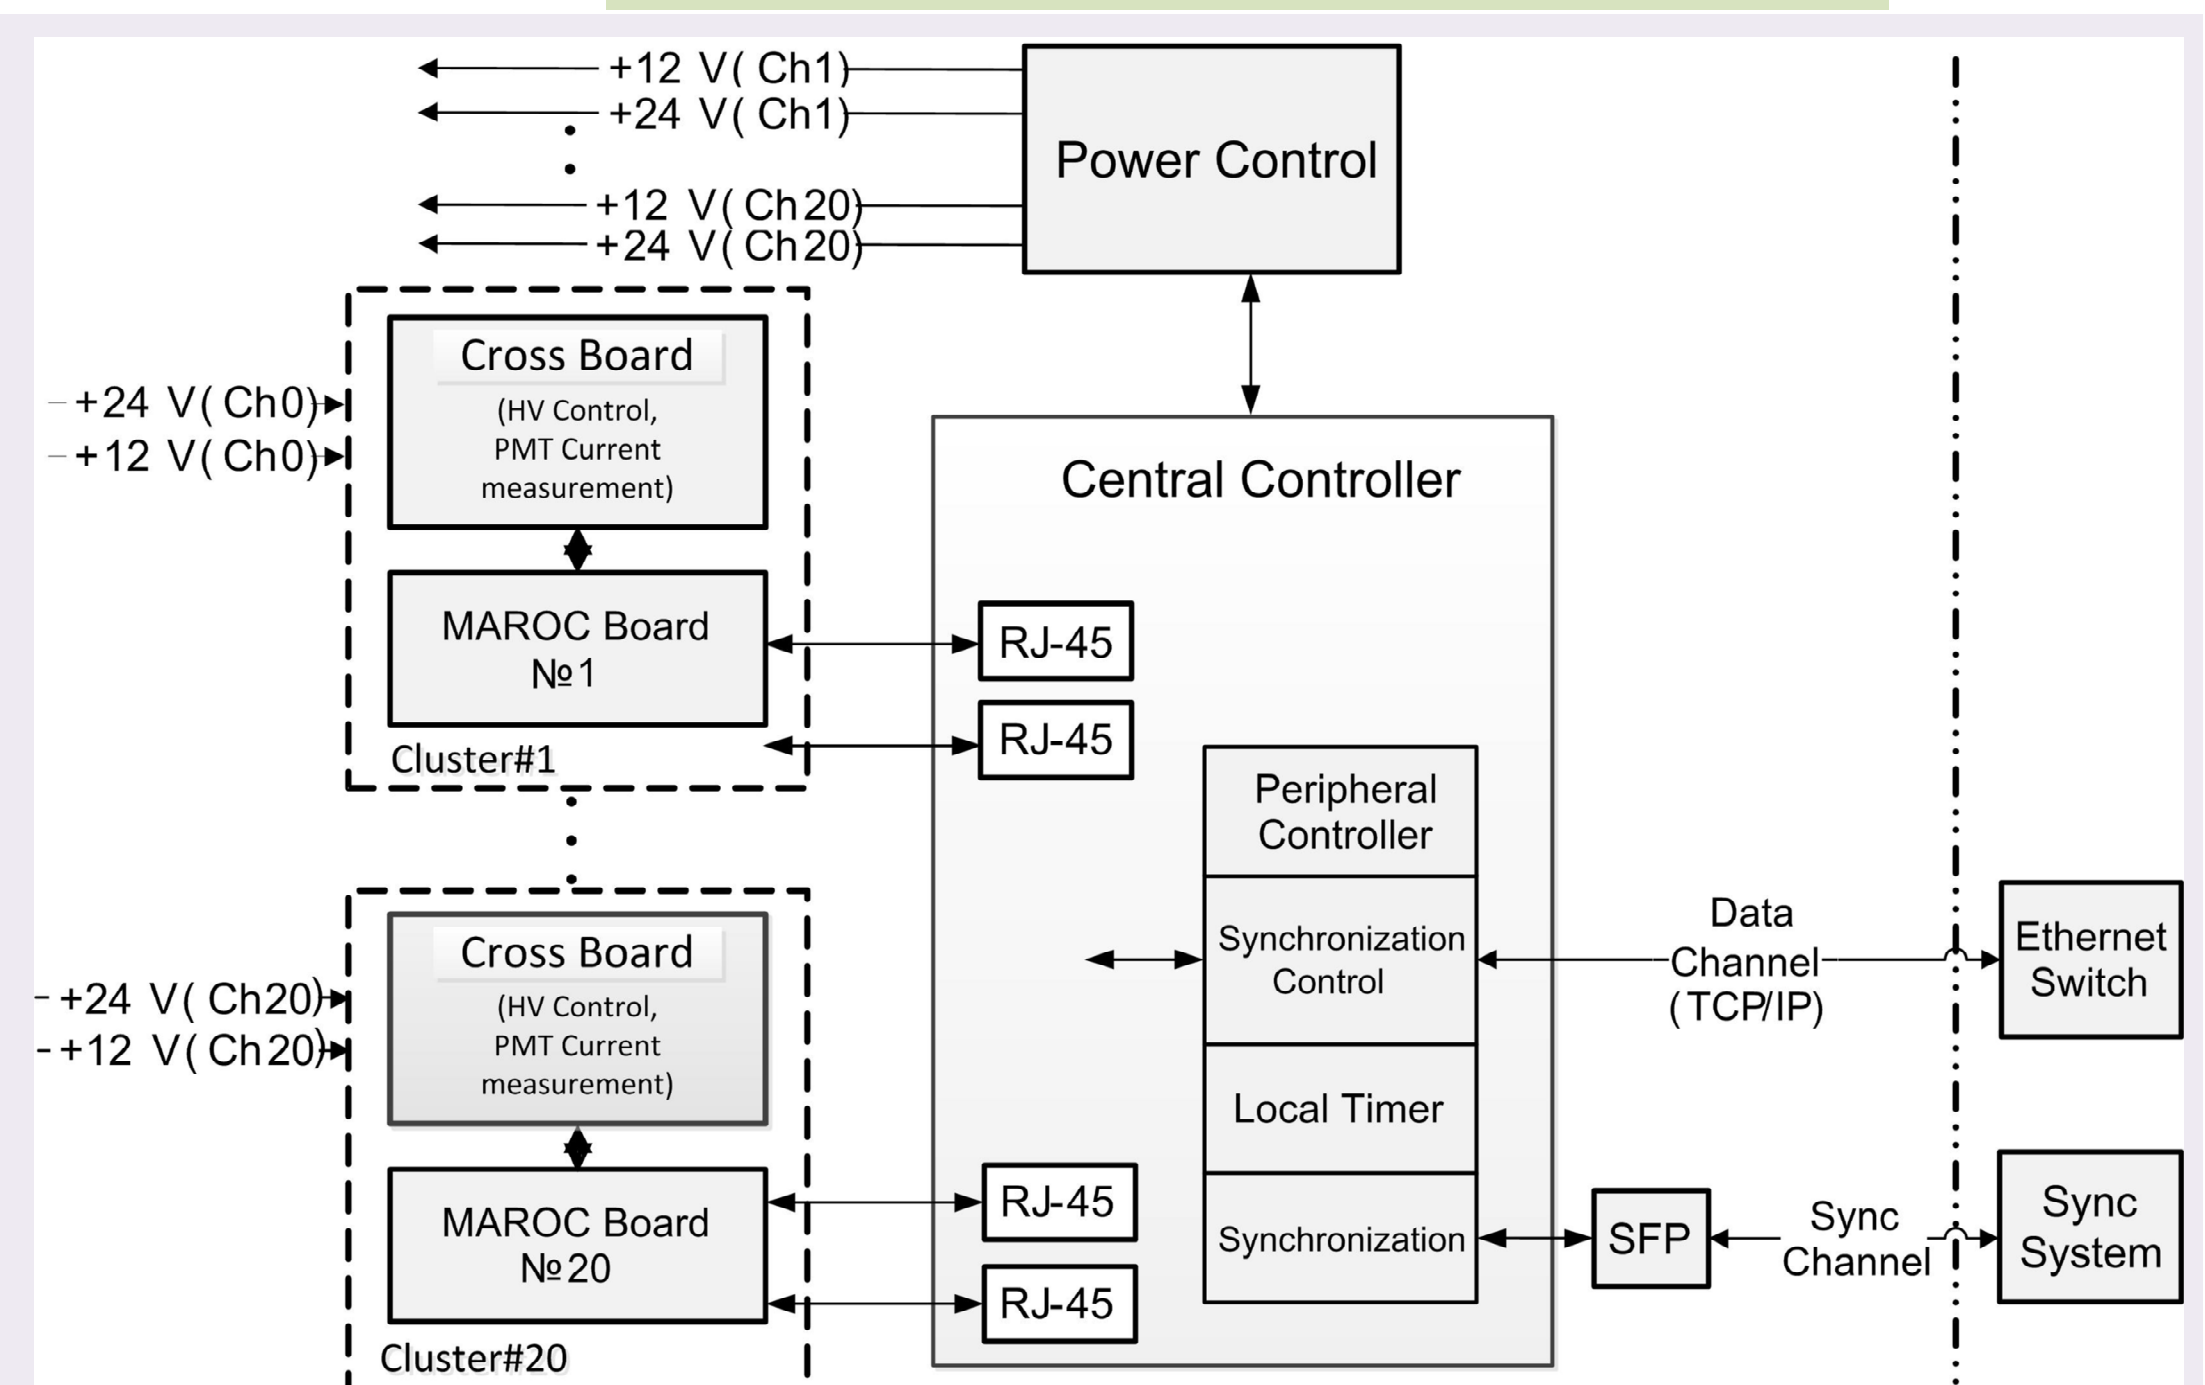 +12 V( Ch1)
+24 V( Ch1)
+12 V( Ch20)
+24 V( Ch20)
Power Control
Cross Board
(HV Control,
PMT Current
measurement)
+24 V( Ch0)
+12 V( Ch0)
MAROC Board
№1
Cluster#1
Central Controller
RJ-45
RJ-45
Peripheral
Controller
Synchronization
Control
Local Timer
Synchronization
Data
Channel
(TCP/IP)
Ethernet
Switch
Cross Board
(HV Control,
PMT Current
measurement)
+24 V( Ch20)
+12 V( Ch20)
MAROC Board
№20
Cluster#20
RJ-45
RJ-45
SFP
Sync
Channel
Sync
System